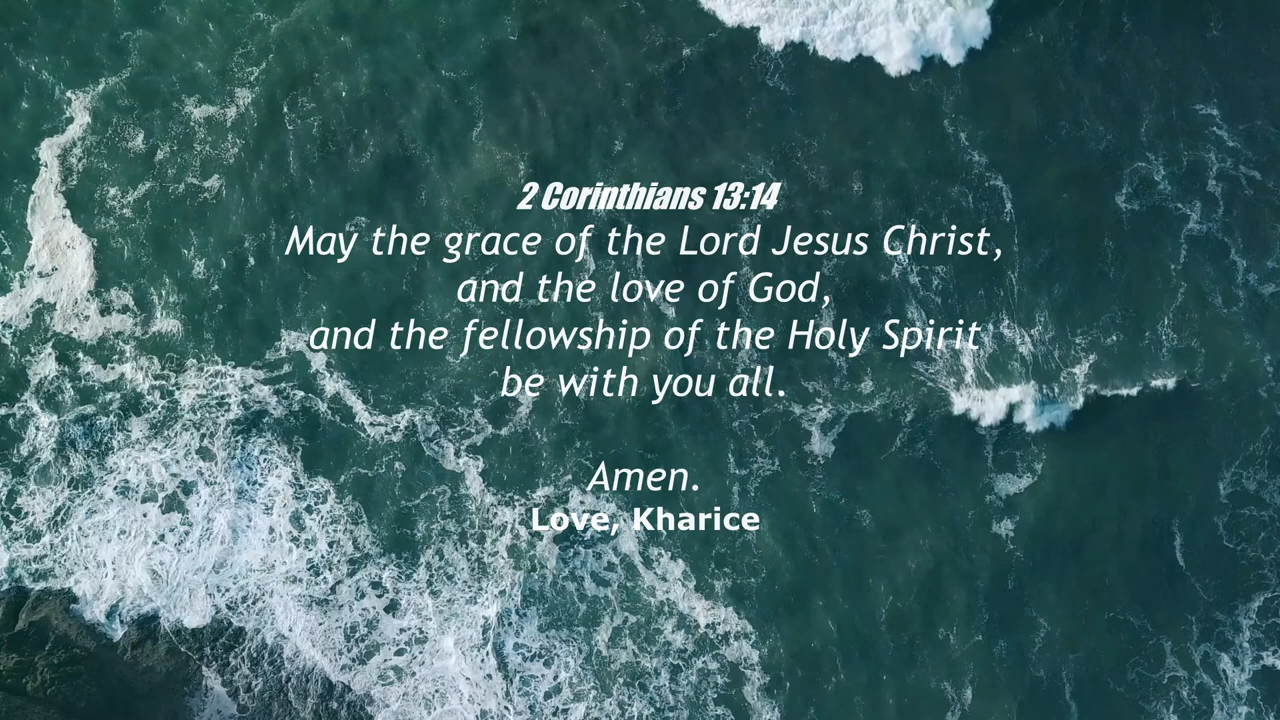 2 Corinthians 13:14
May the grace of the Lord Jesus Christ,
and the love of God,
and the fellowship of the Holy Spirit
be with you all.
Amen.
Love, Kharice